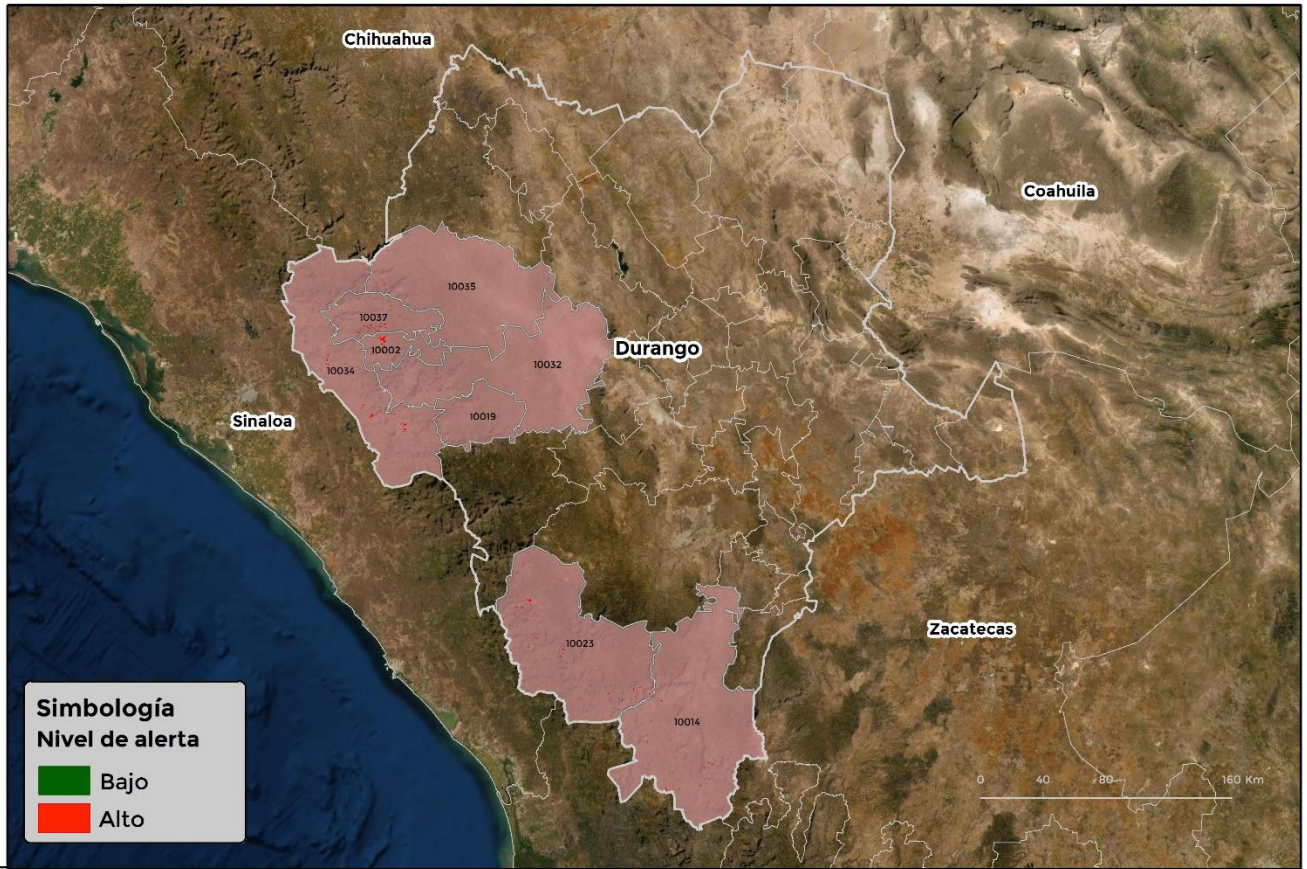 Chihuahua
Coahuila
10035
10037
10002
Durango
10034
10032
Sinaloa
10019
10023
Zacatecas
10014
Simbología
Nivel de alerta
Bajo
Alto
0 40 80 160 Km